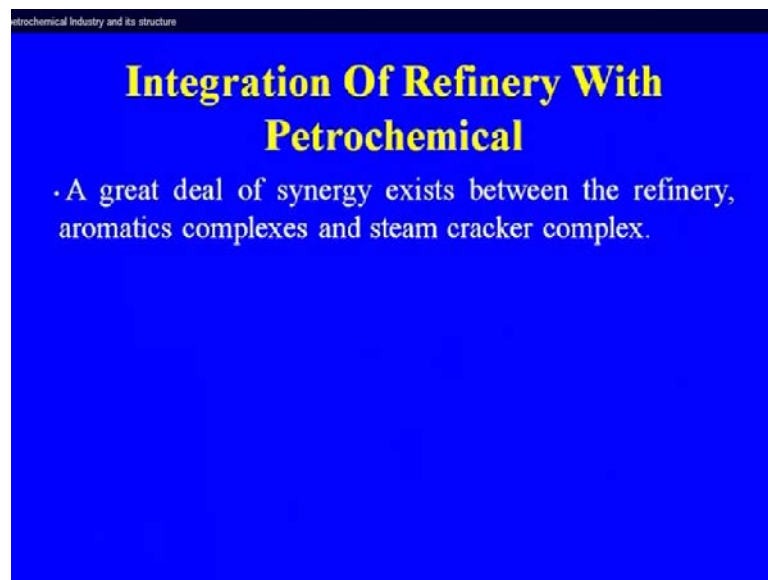 etrochemical Industry and its structure
Integration Of Refinery With
Petrochemical
· A great deal of synergy exists between the refinery,
aromatics complexes and steam cracker complex.